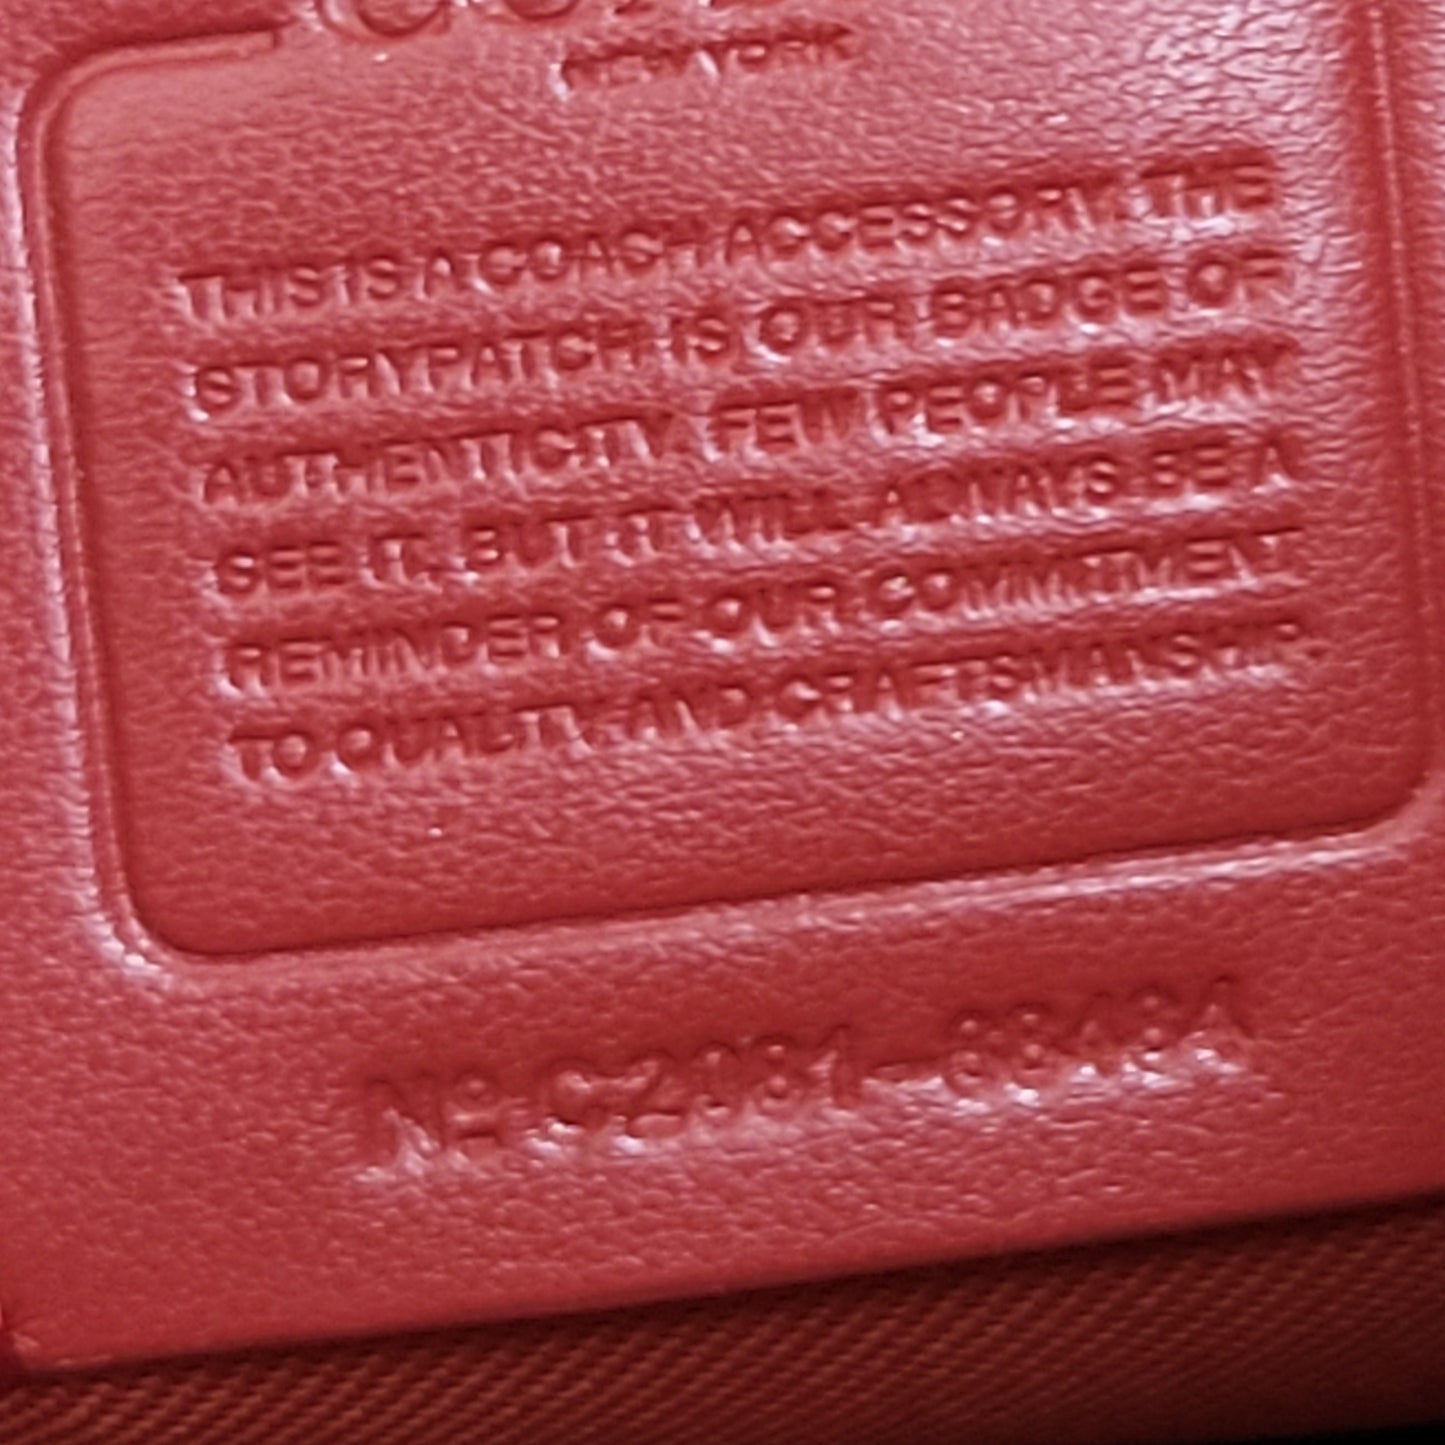 NEW YORK
THIS IS A COACH ACCESSORY. THE
STORYPATCH IS OUR BADGE OF
AUTHENTICITY. FEW PEOPLE MAY
SEE IT, BUT IT WILL ALWAYS BE A
REMINDER OF OUR COMMITMENT
TO QUALITY AND CRAFTSMANSHIP.
Nº